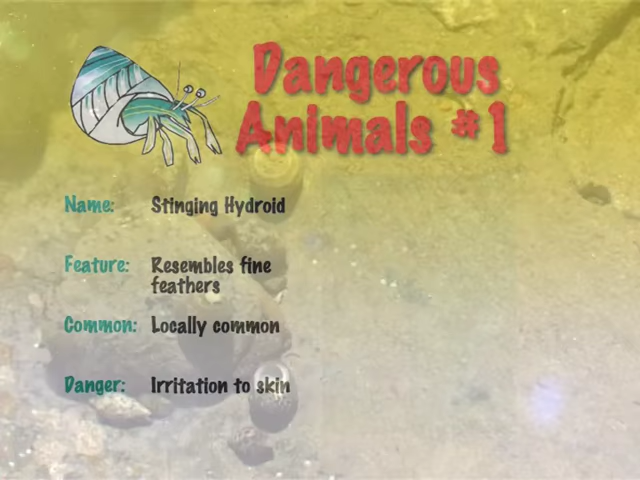 Dangerous
Animals #1
Name: Stinging Hydroid
Feature: Resembles fine
feathers
Common: Locally common
Danger: Irritation to skin